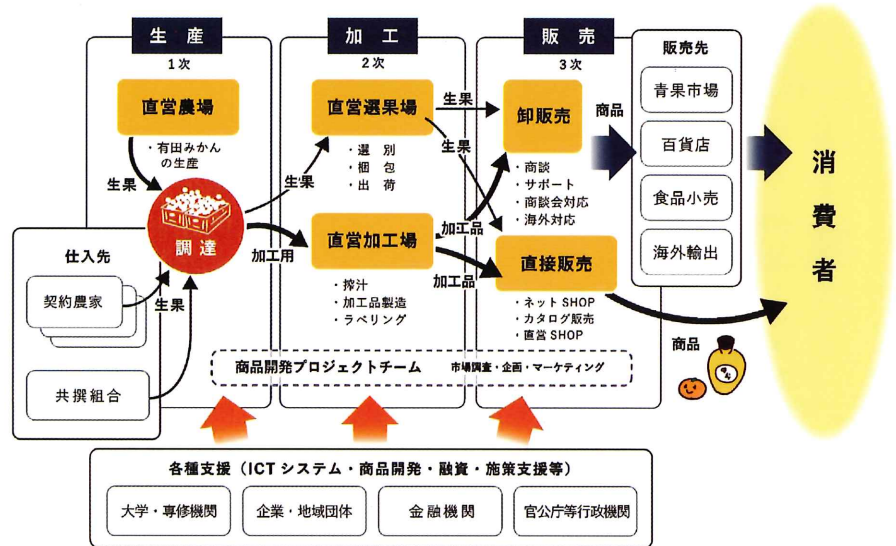 生産
1次
直営農場
・有田みかん
の生産
生果
調達
仕入先
契約農家
生果
共撰組合
加工
2次
直営選果場
・選 別
・梱 包
・出 荷
生果
加工用
直営加工場
・搾汁
・加工品製造
・ラベリング
販売
3次
生果
生果
卸販売
・商談
・サポート
・商談会対応
・海外対応
加工品
加工品
直接販売
・ネットSHOP
・カタログ販売
・直営SHOP
商品
販売先
青果市場
百貨店
食品小売
海外輸出
商品
消費者
商品開発プロジェクトチーム 市場調査・企画・マーケティング
各種支援（ICTシステム・商品開発・融資・施策支援等）
大学・専修機関
企業・地域団体
金融機関
官公庁等行政機関